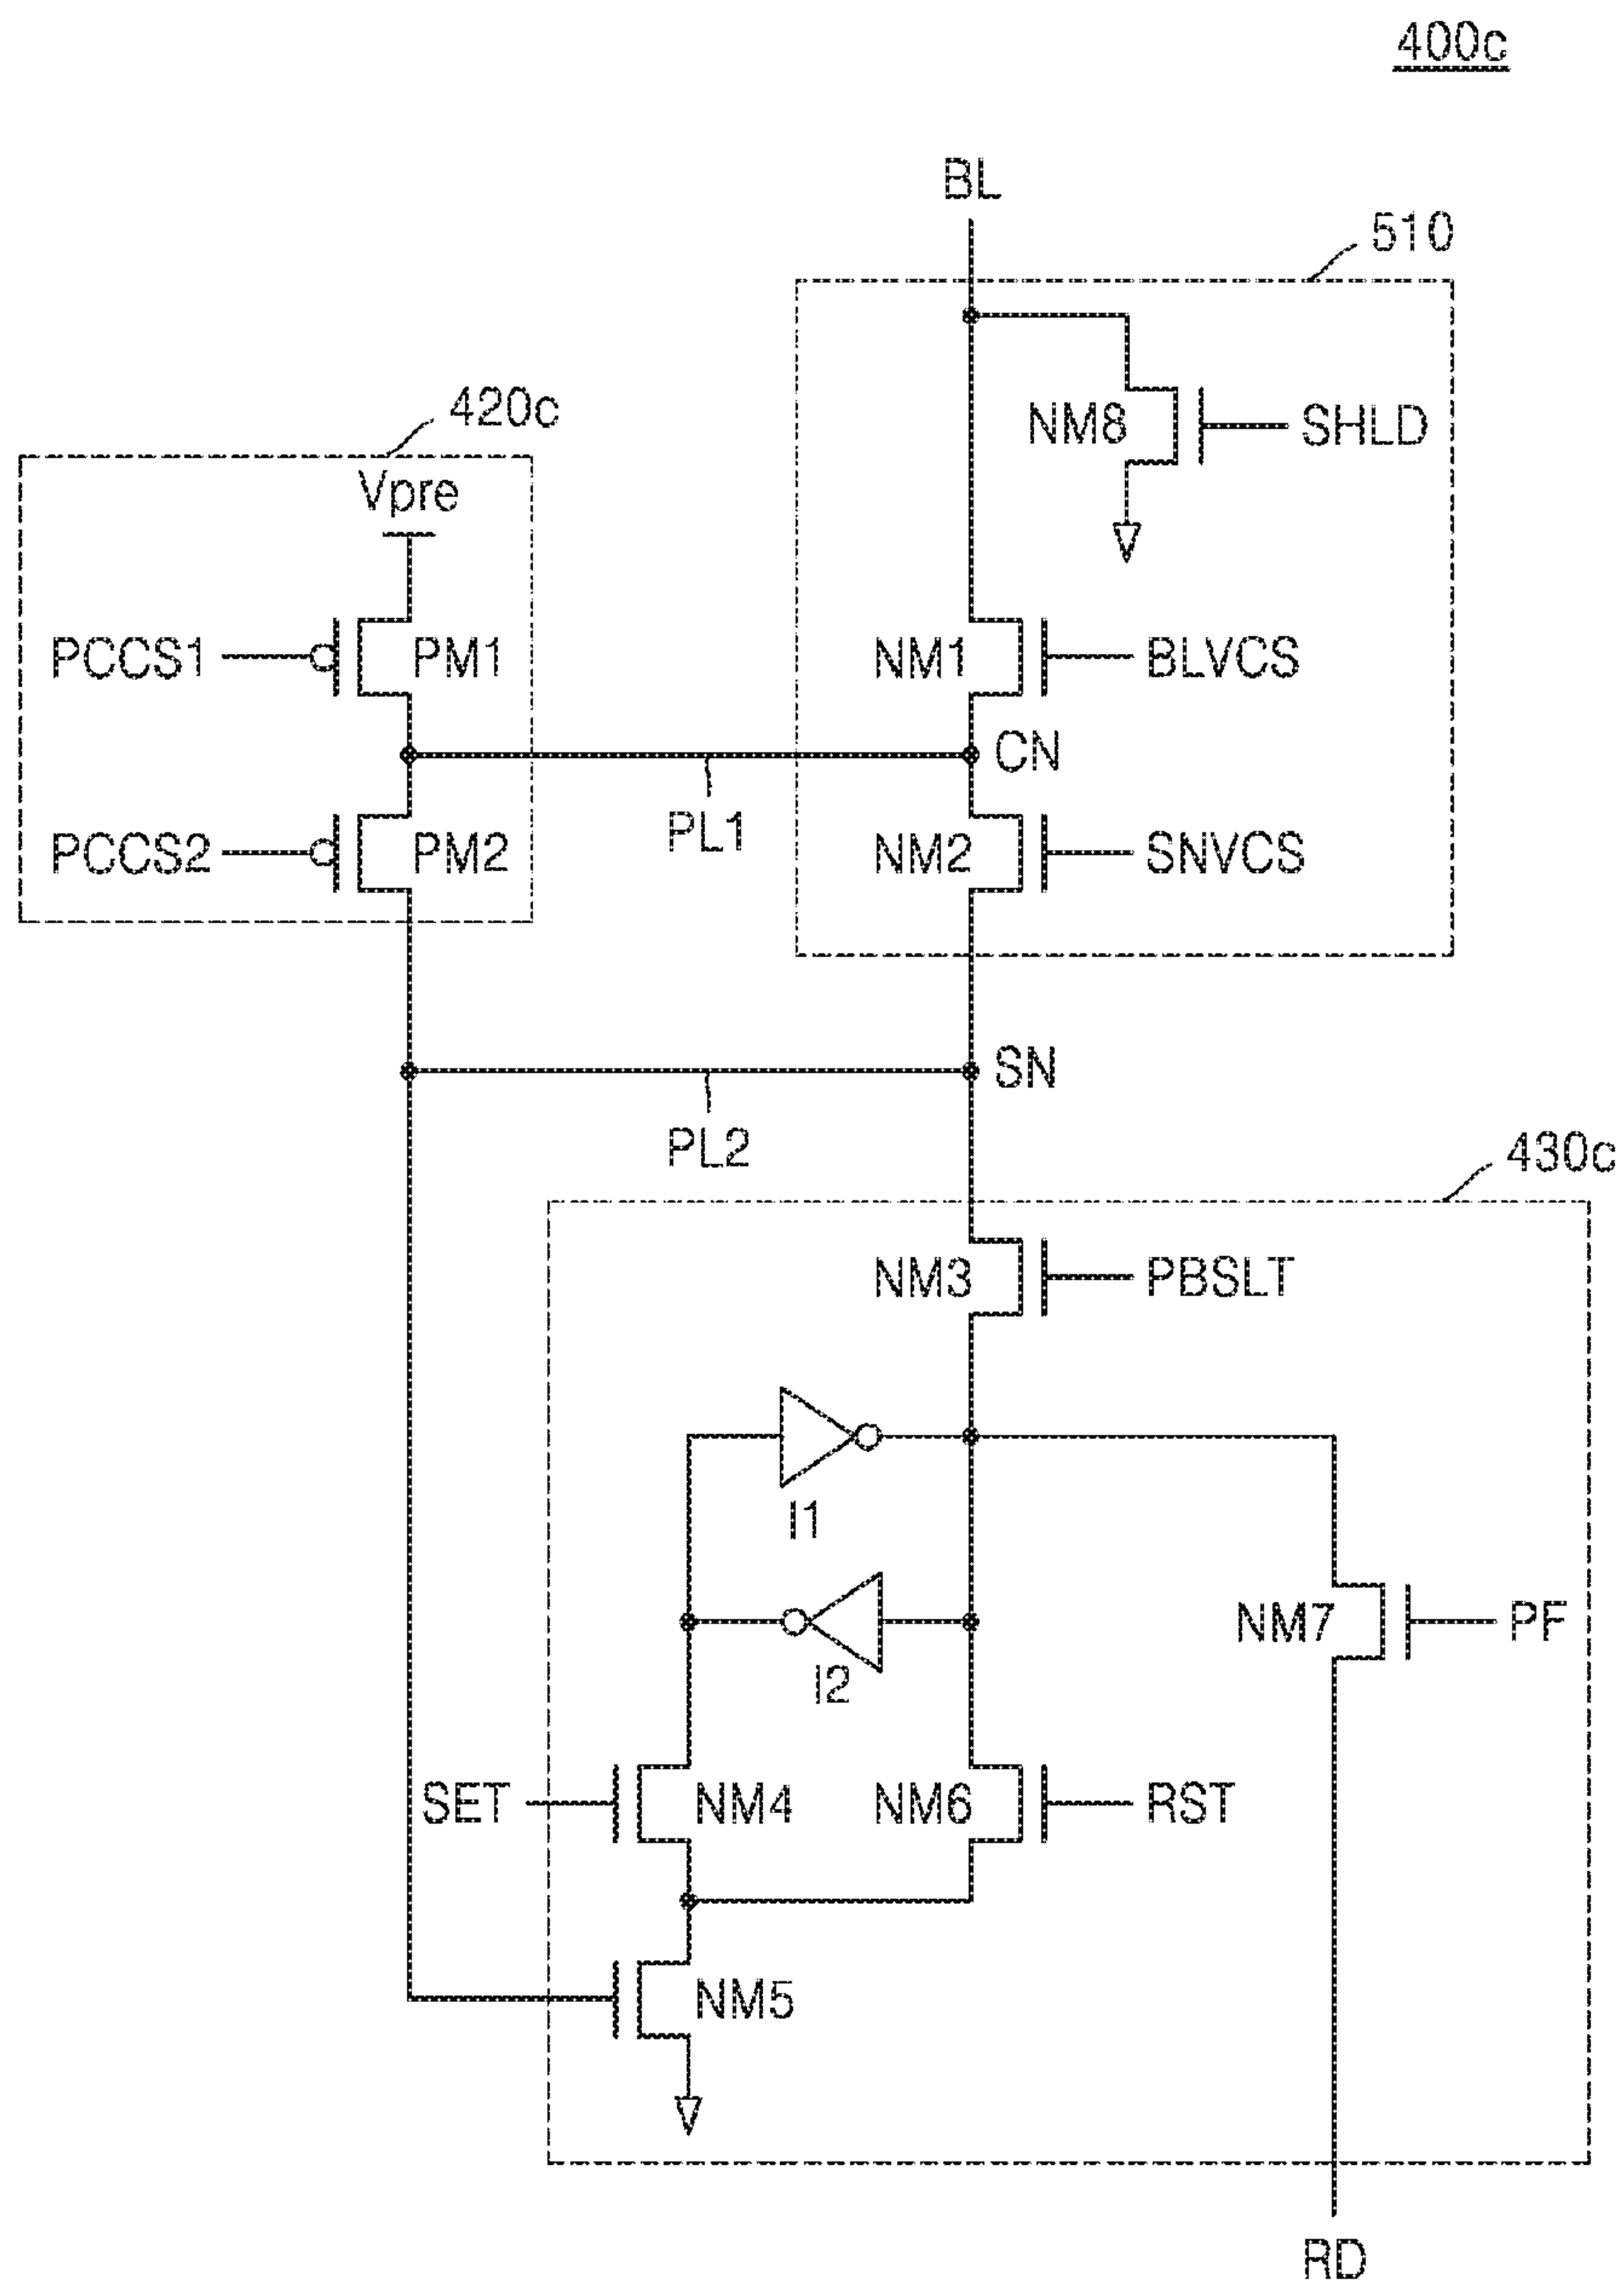 400c
BL
510
420c
Vpre
NM8
SHLD
PCCS1
PM1
NM1
BLVCS
CN
PL1
PCCS2
PM2
NM2
SNVCS
SN
PL2
430c
NM3
PBSLT
I1
I2
NM7
PF
SET
NM4
NM6
RST
NM5
RD